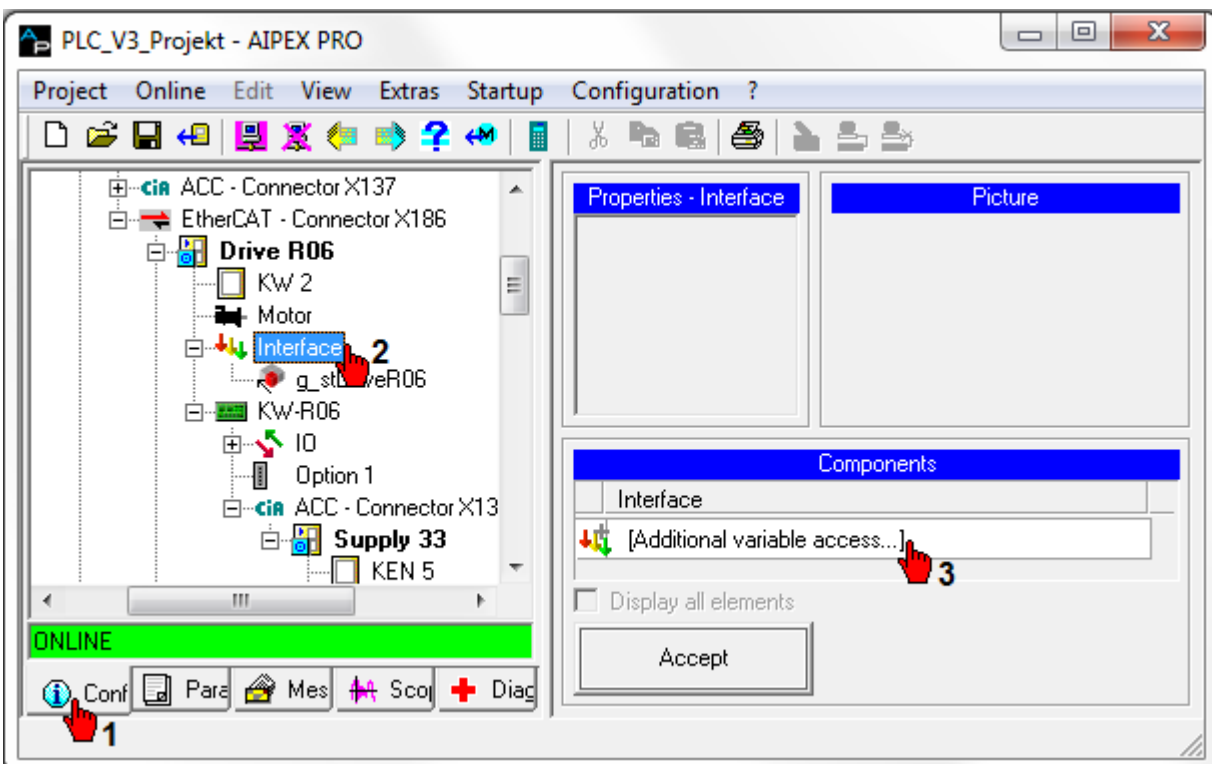 PLC_V3_Projekt - AIPEX PRO
Project Online Edit View Extras Startup Configuration ?
ACC - Connector X137
EtherCAT - Connector X186
Drive R06
KW 2
Motor
Interface 2
g_st veR06
KW-R06
IO
Option 1
ACC - Connector X13
Supply 33
KEN 5
ONLINE
Conf Para Mes Scop Diag
1
Properties - Interface
Picture
Components
Interface
[Additional variable access...]
3
Display all elements
Accept